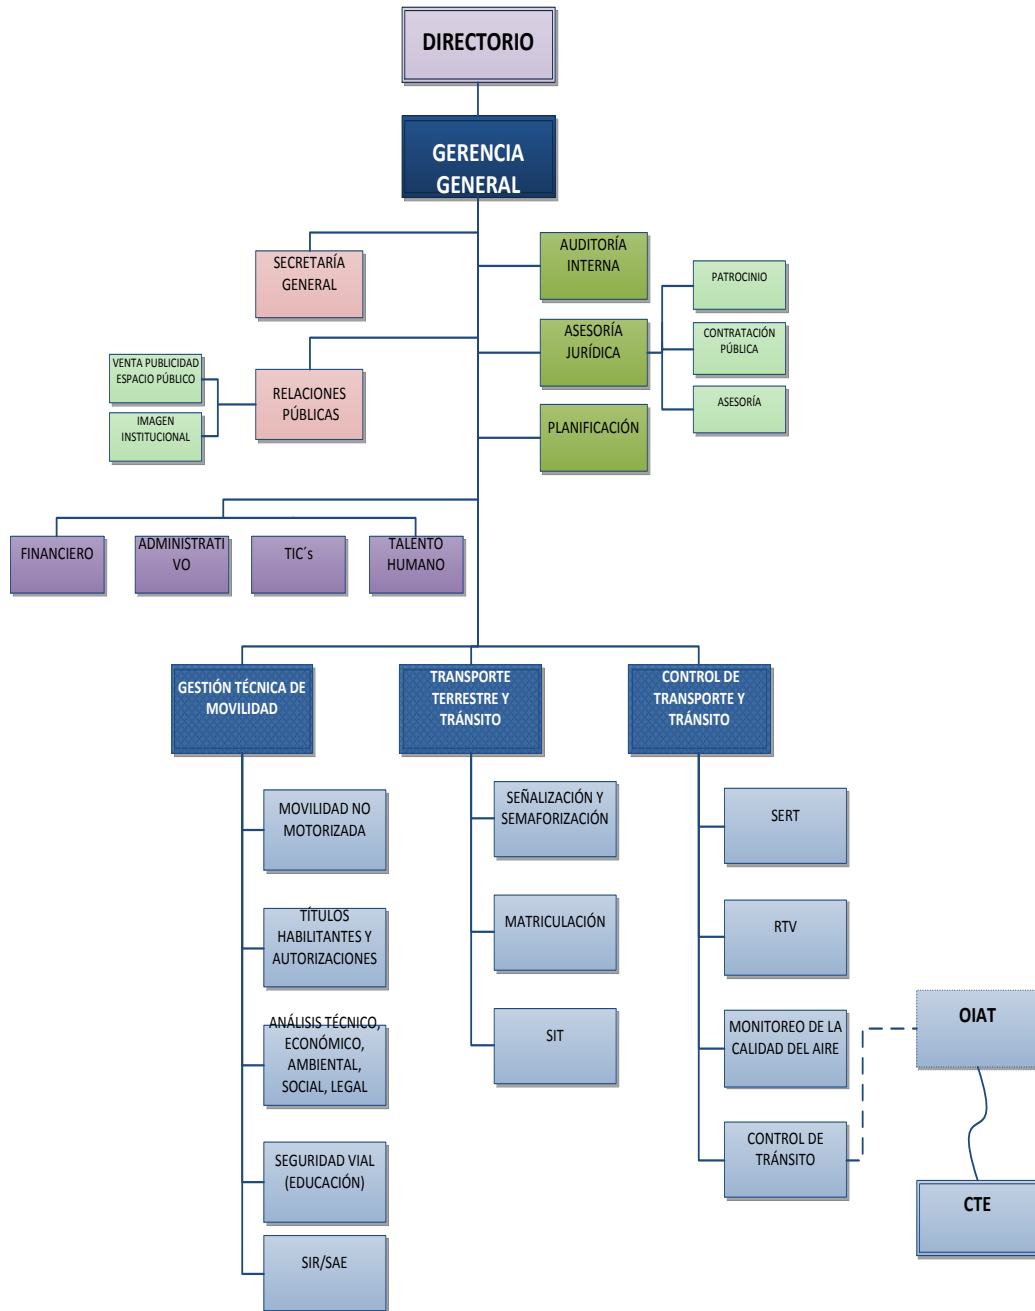 DIRECTORIO
GERENCIA
GENERAL
SECRETARÍA
GENERAL
AUDITORÍA
INTERNA
PATROCINIO
ASESORÍA
JURÍDICA
CONTRATACIÓN
PÚBLICA
ASESORÍA
VENTA PUBLICIDAD
ESPACIO PÚBLICO
IMAGEN
INSTITUCIONAL
RELACIONES
PÚBLICAS
PLANIFICACIÓN
FINANCIERO
ADMINISTRATI
VO
TIC´s
TALENTO
HUMANO
GESTIÓN TÉCNICA DE
MOVILIDAD
TRANSPORTE
TERRESTRE Y
TRÁNSITO
CONTROL DE
TRANSPORTE Y
TRÁNSITO
MOVILIDAD NO
MOTORIZADA
TÍTULOS
HABILITANTES Y
AUTORIZACIONES
ANÁLISIS TÉCNICO,
ECONÓMICO,
AMBIENTAL,
SOCIAL, LEGAL
SEGURIDAD VIAL
(EDUCACIÓN)
SIR/SAE
SEÑALIZACIÓN Y
SEMAFORIZACIÓN
MATRICULACIÓN
SIT
SERT
RTV
MONITOREO DE LA
CALIDAD DEL AIRE
CONTROL DE
TRÁNSITO
OIAT
CTE